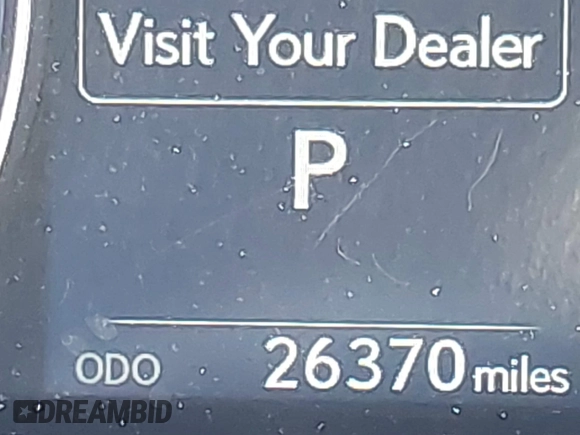 Visit Your Dealer
P
ODO 26370 miles
DREAMBID